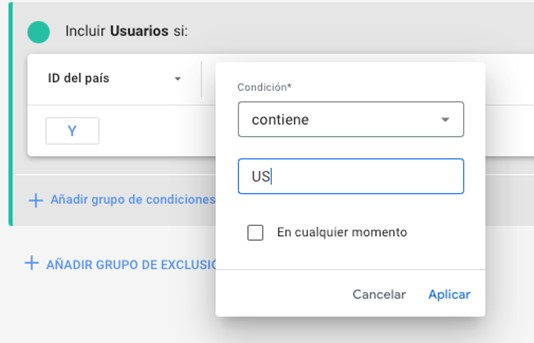 Incluir Usuarios si:
ID del país
Y
+ Añadir grupo de condiciones
+ AÑADIR GRUPO DE
Condición*
contiene
US
En cualquier momento
Cancelar Aplicar